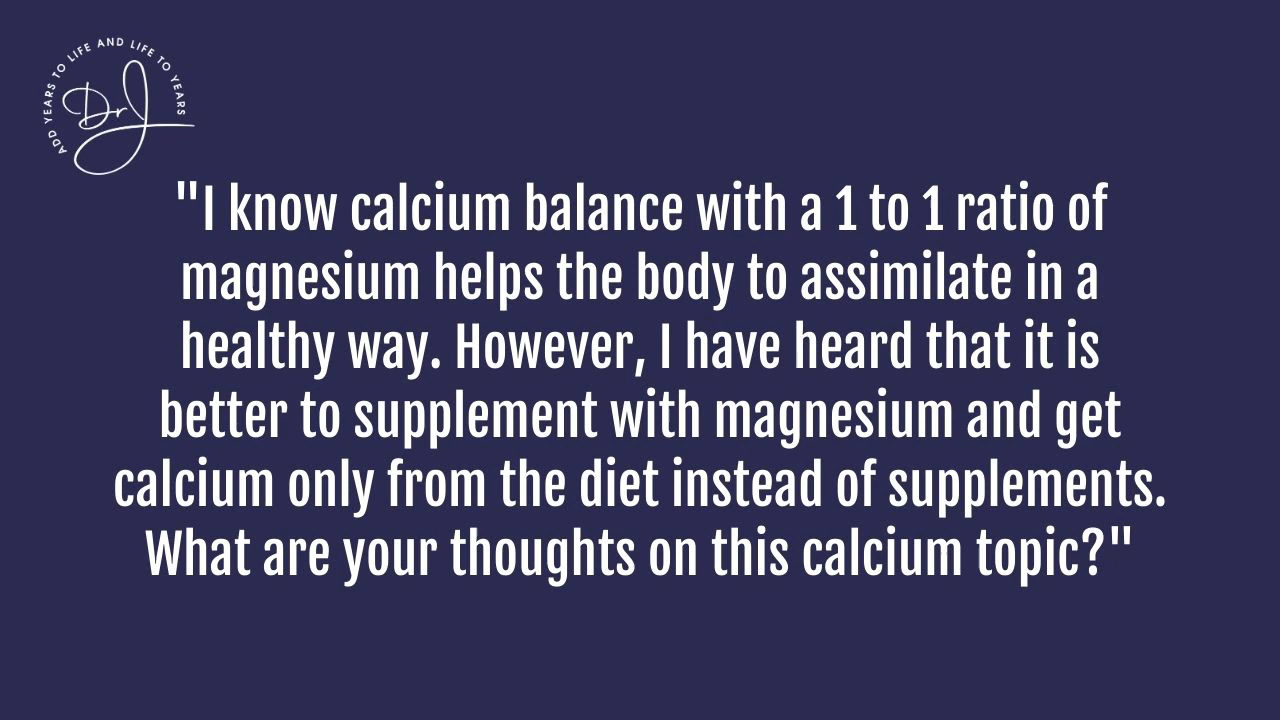 ADD YEARS TO LIFE AND LIFE TO YEARS
Dr J
"I know calcium balance with a 1 to 1 ratio of
magnesium helps the body to assimilate in a
healthy way. However, I have heard that it is
better to supplement with magnesium and get
calcium only from the diet instead of supplements.
What are your thoughts on this calcium topic?"